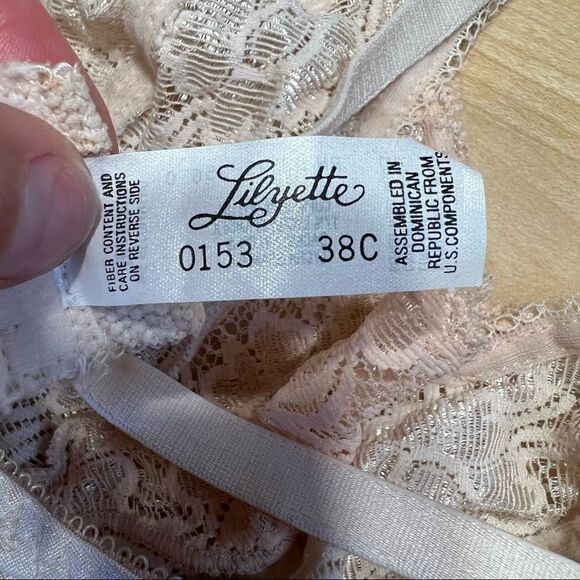 FIBER CONTENT AND
CARE INSTRUCTIONS
ON REVERSE SIDE
Lilyette
0153 38C
ASSEMBLED IN
DOMINICAN
REPUBLIC FROM
U.S.COMPONENTS